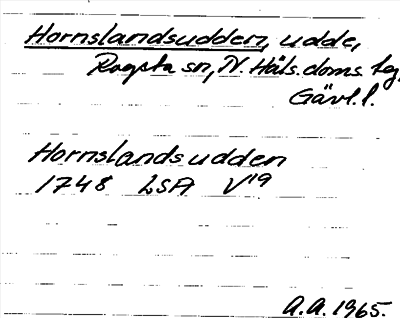 Hornslandsudden, udde,
Rogsta sn, N. Häls. doms. tg,
Gävl. l.
Hornslandsudden
1748 LSA V19
A.A. 1965.